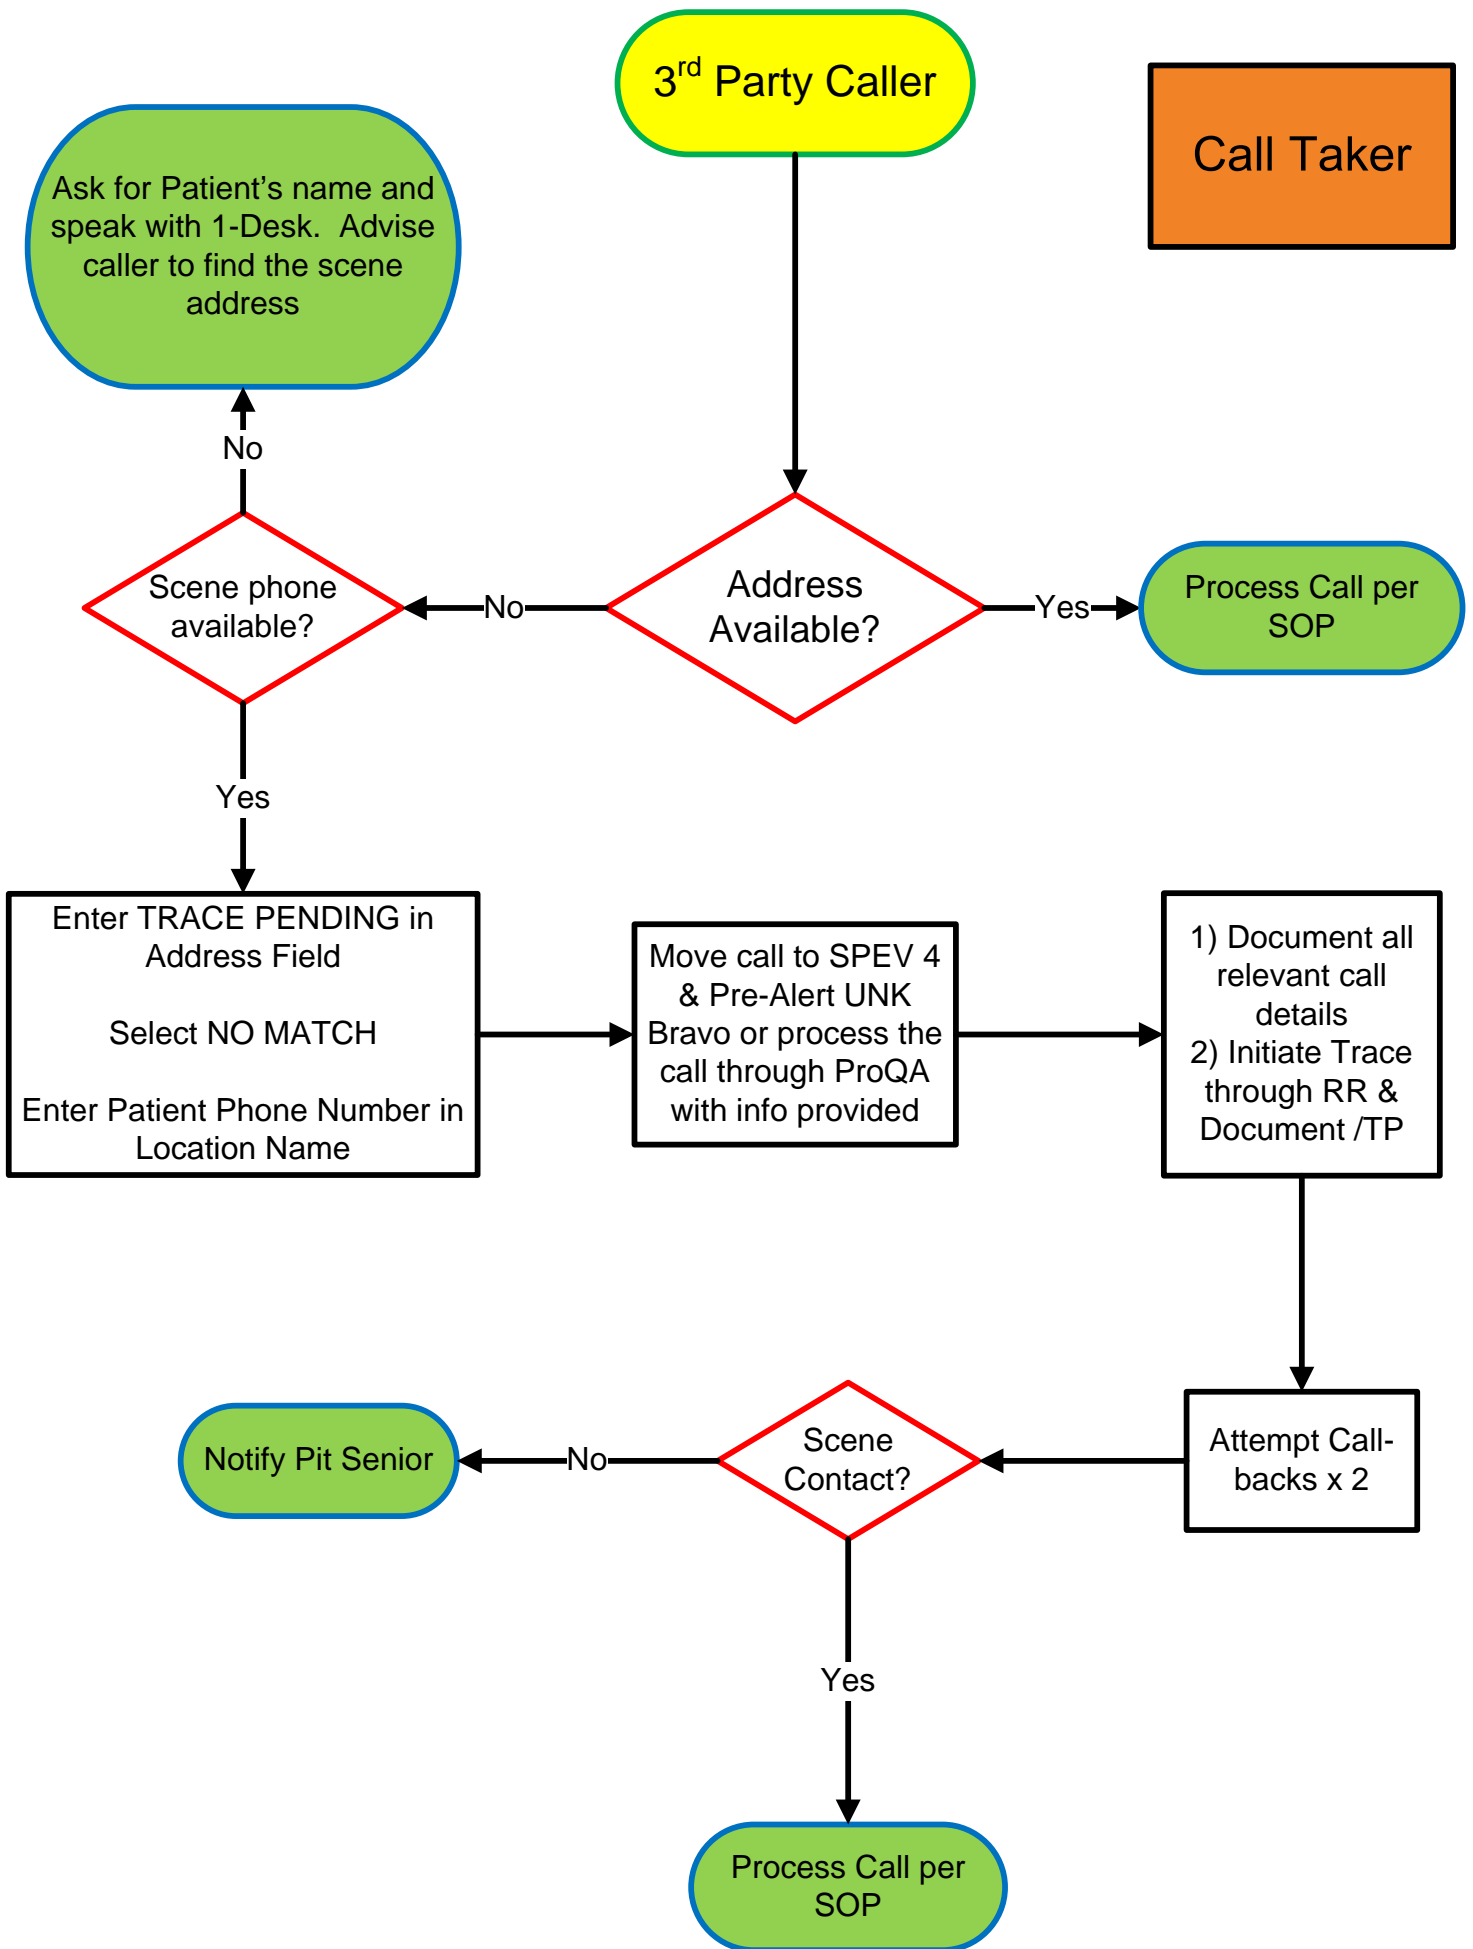 3rd Party Caller
Call Taker
Ask for Patient’s name and
speak with 1-Desk.  Advise
caller to find the scene
address
No
Scene phone
available?
No
Address
Available?
Yes
Process Call per
SOP
Yes
Enter TRACE PENDING in
Address Field
Select NO MATCH
Enter Patient Phone Number in
Location Name
Move call to SPEV 4
& Pre-Alert UNK
Bravo or process the
call through ProQA
with info provided
1) Document all
relevant call
details
2) Initiate Trace
through RR &
Document /TP
Attempt Call-
backs x 2
Scene
Contact?
No
Notify Pit Senior
Yes
Process Call per
SOP